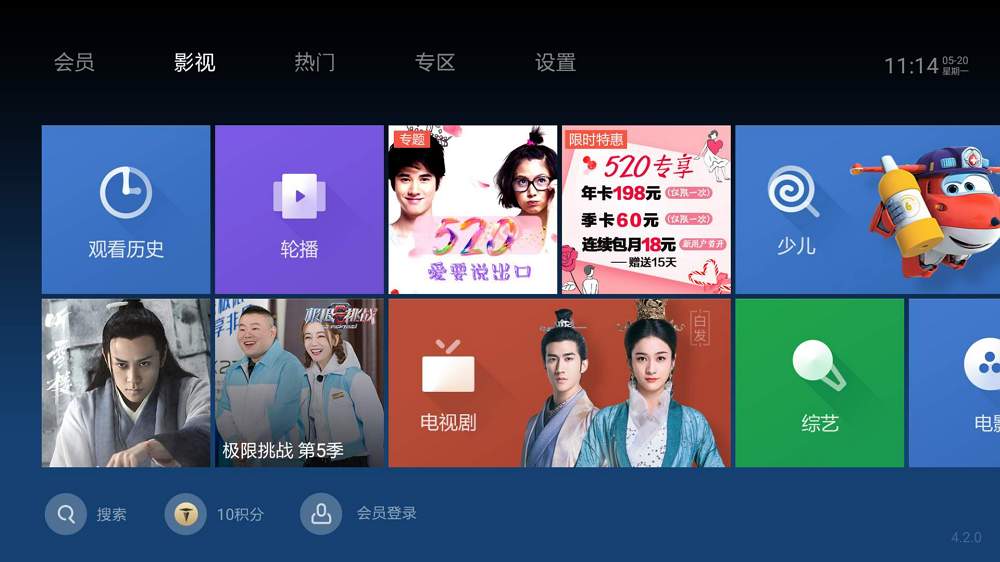 会员
影视
热门
专区
设置
11:14
05-20
星期一
观看历史
轮播
专题
520
爱要说出口
限时特惠
520专享
年卡198元
(仅限一次)
季卡60元
(仅限一次)
连续包月18元
新用户首开
——赠送15天
少儿
听雪楼
极限挑战
极限挑战 第5季
电视剧
白发
综艺
电影
搜索
10积分
会员登录
4.2.0